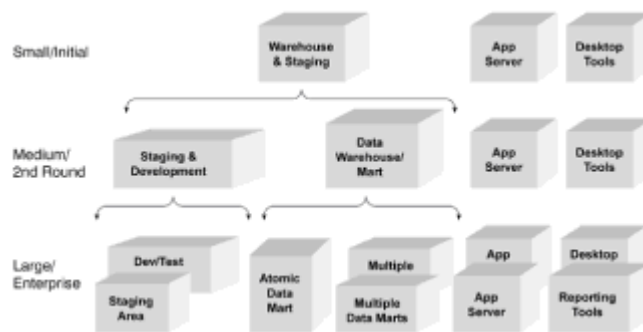 Small/Initial
Warehouse
& Staging
App
Server
Desktop
Tools
Medium/
2nd Round
Staging &
Development
Data
Warehouse/
Mart
App
Server
Desktop
Tools
Large/
Enterprise
Dev/Test
Staging
Area
Atomic
Data
Mart
Multiple
Multiple
Data Marts
App
App
Server
Desktop
Reporting
Tools